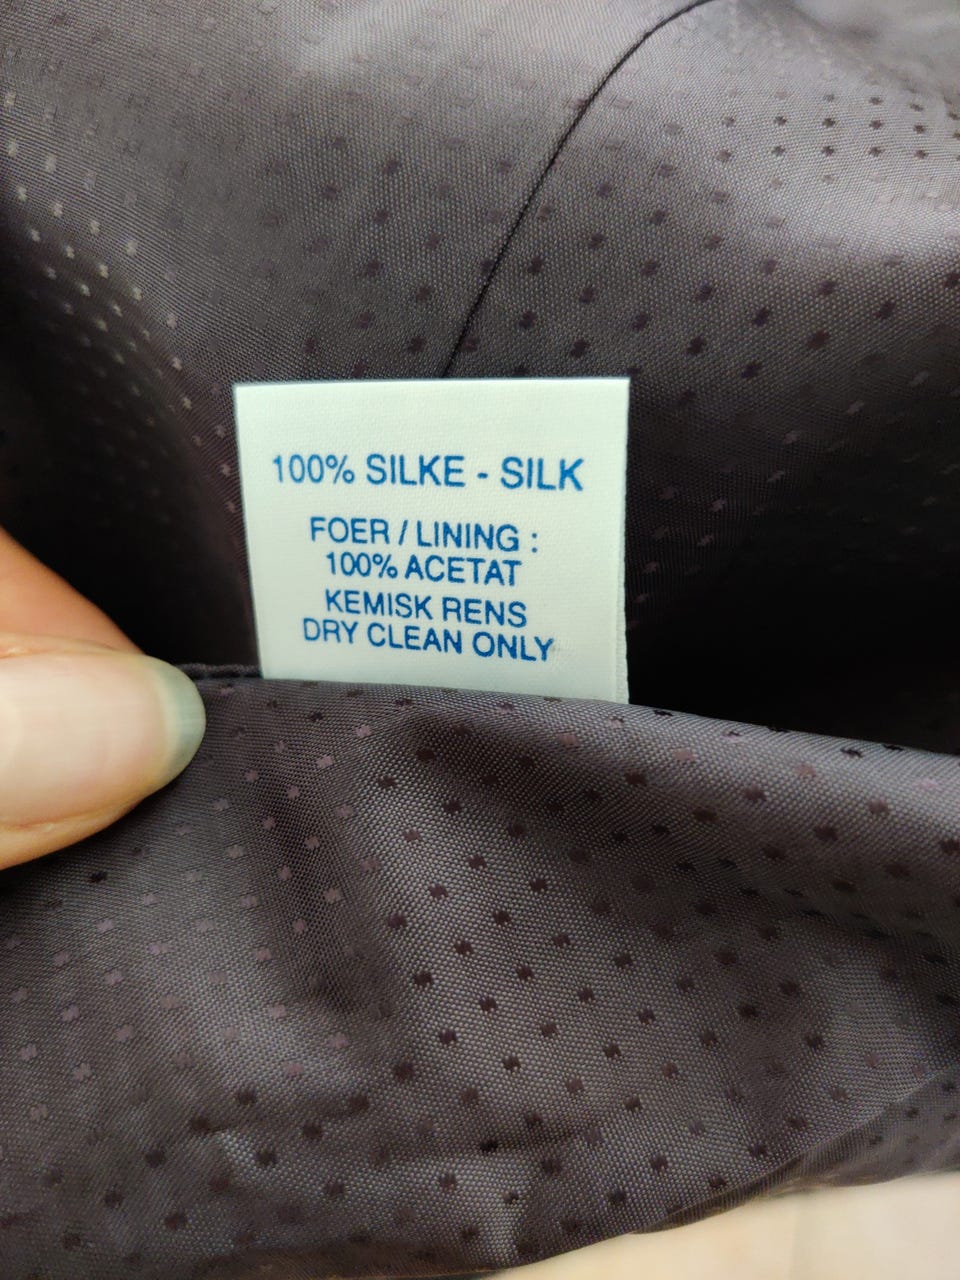 100% SILKE - SILK
FOER / LINING :
100% ACETAT
KEMISK RENS
DRY CLEAN ONLY